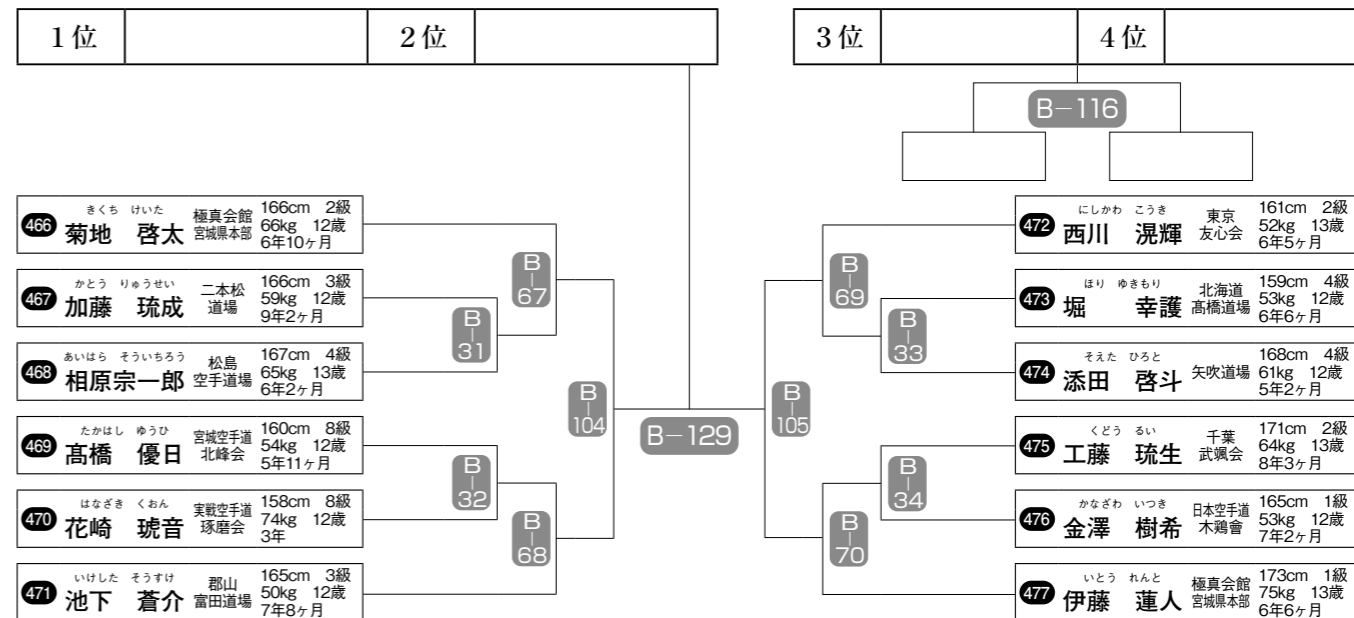 1位 2位
3位 4位
B−116
466
きくち けいた
菊地 啓太
極真会館
宮城県本部
166cm 2級
66kg 12歳
6年10ヶ月
467
かとう りゅうせい
加藤 琉成
二本松
道場
166cm 3級
59kg 12歳
9年2ヶ月
468
あいはら そういちろう
相原宗一郎
松島
空手道場
167cm 4級
65kg 13歳
6年2ヶ月
469
たかはし ゆうひ
髙橋 優日
宮城空手道
北峰会
160cm 8級
54kg 12歳
5年11ヶ月
470
はなざき くおん
花崎 琥音
実戦空手道
琢磨会
158cm 8級
74kg 12歳
3年
471
いけした そうすけ
池下 蒼介
郡山
富田道場
165cm 3級
50kg 12歳
7年8ヶ月
B−67
B−31
B−104
B−32
B−68
B−129
B−105
B−69
B−33
B−34
B−70
472
にしかわ こうき
西川 滉輝
東京
友心会
161cm 2級
52kg 13歳
6年5ヶ月
473
ほり ゆきもり
堀 幸護
北海道
髙橋道場
159cm 4級
53kg 12歳
6年6ヶ月
474
そえた ひろと
添田 啓斗
矢吹道場
168cm 4級
61kg 12歳
5年2ヶ月
475
くどう るい
工藤 琉生
千葉
武颯会
171cm 2級
64kg 13歳
8年3ヶ月
476
かなざわ いつき
金澤 樹希
日本空手道
木鶏會
165cm 1級
53kg 12歳
7年2ヶ月
477
いとう れんと
伊藤 蓮人
極真会館
宮城県本部
173cm 1級
75kg 13歳
6年6ヶ月